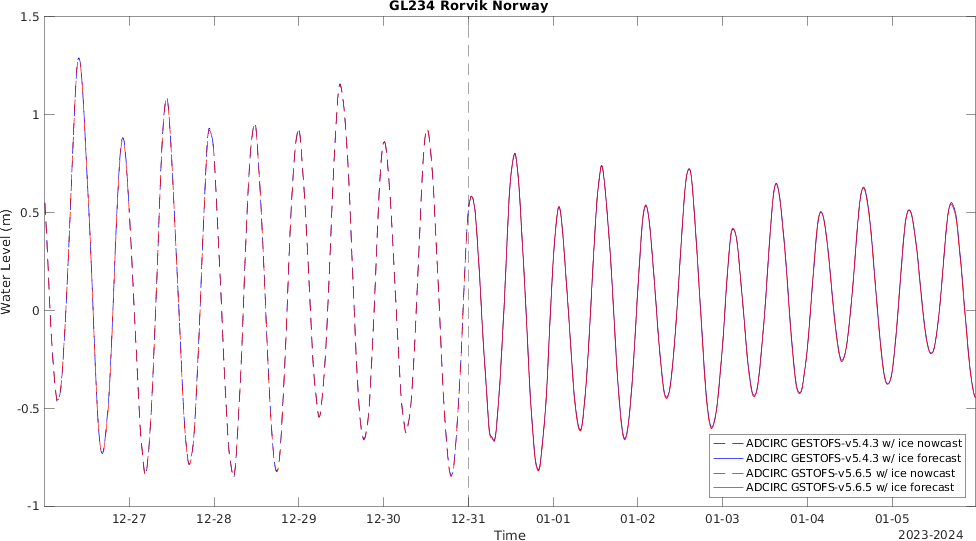 GL234 Rorvik Norway
1.5
1
0.5
0
-0.5
-1
Water Level (m)
12-27 12-28 12-29 12-30 12-31 01-01 01-02 01-03 01-04 01-05
Time
2023-2024
ADCIRC GESTOFS-v5.4.3 w/ ice nowcast
ADCIRC GESTOFS-v5.4.3 w/ ice forecast
ADCIRC GSTOFS-v5.6.5 w/ ice nowcast
ADCIRC GSTOFS-v5.6.5 w/ ice forecast